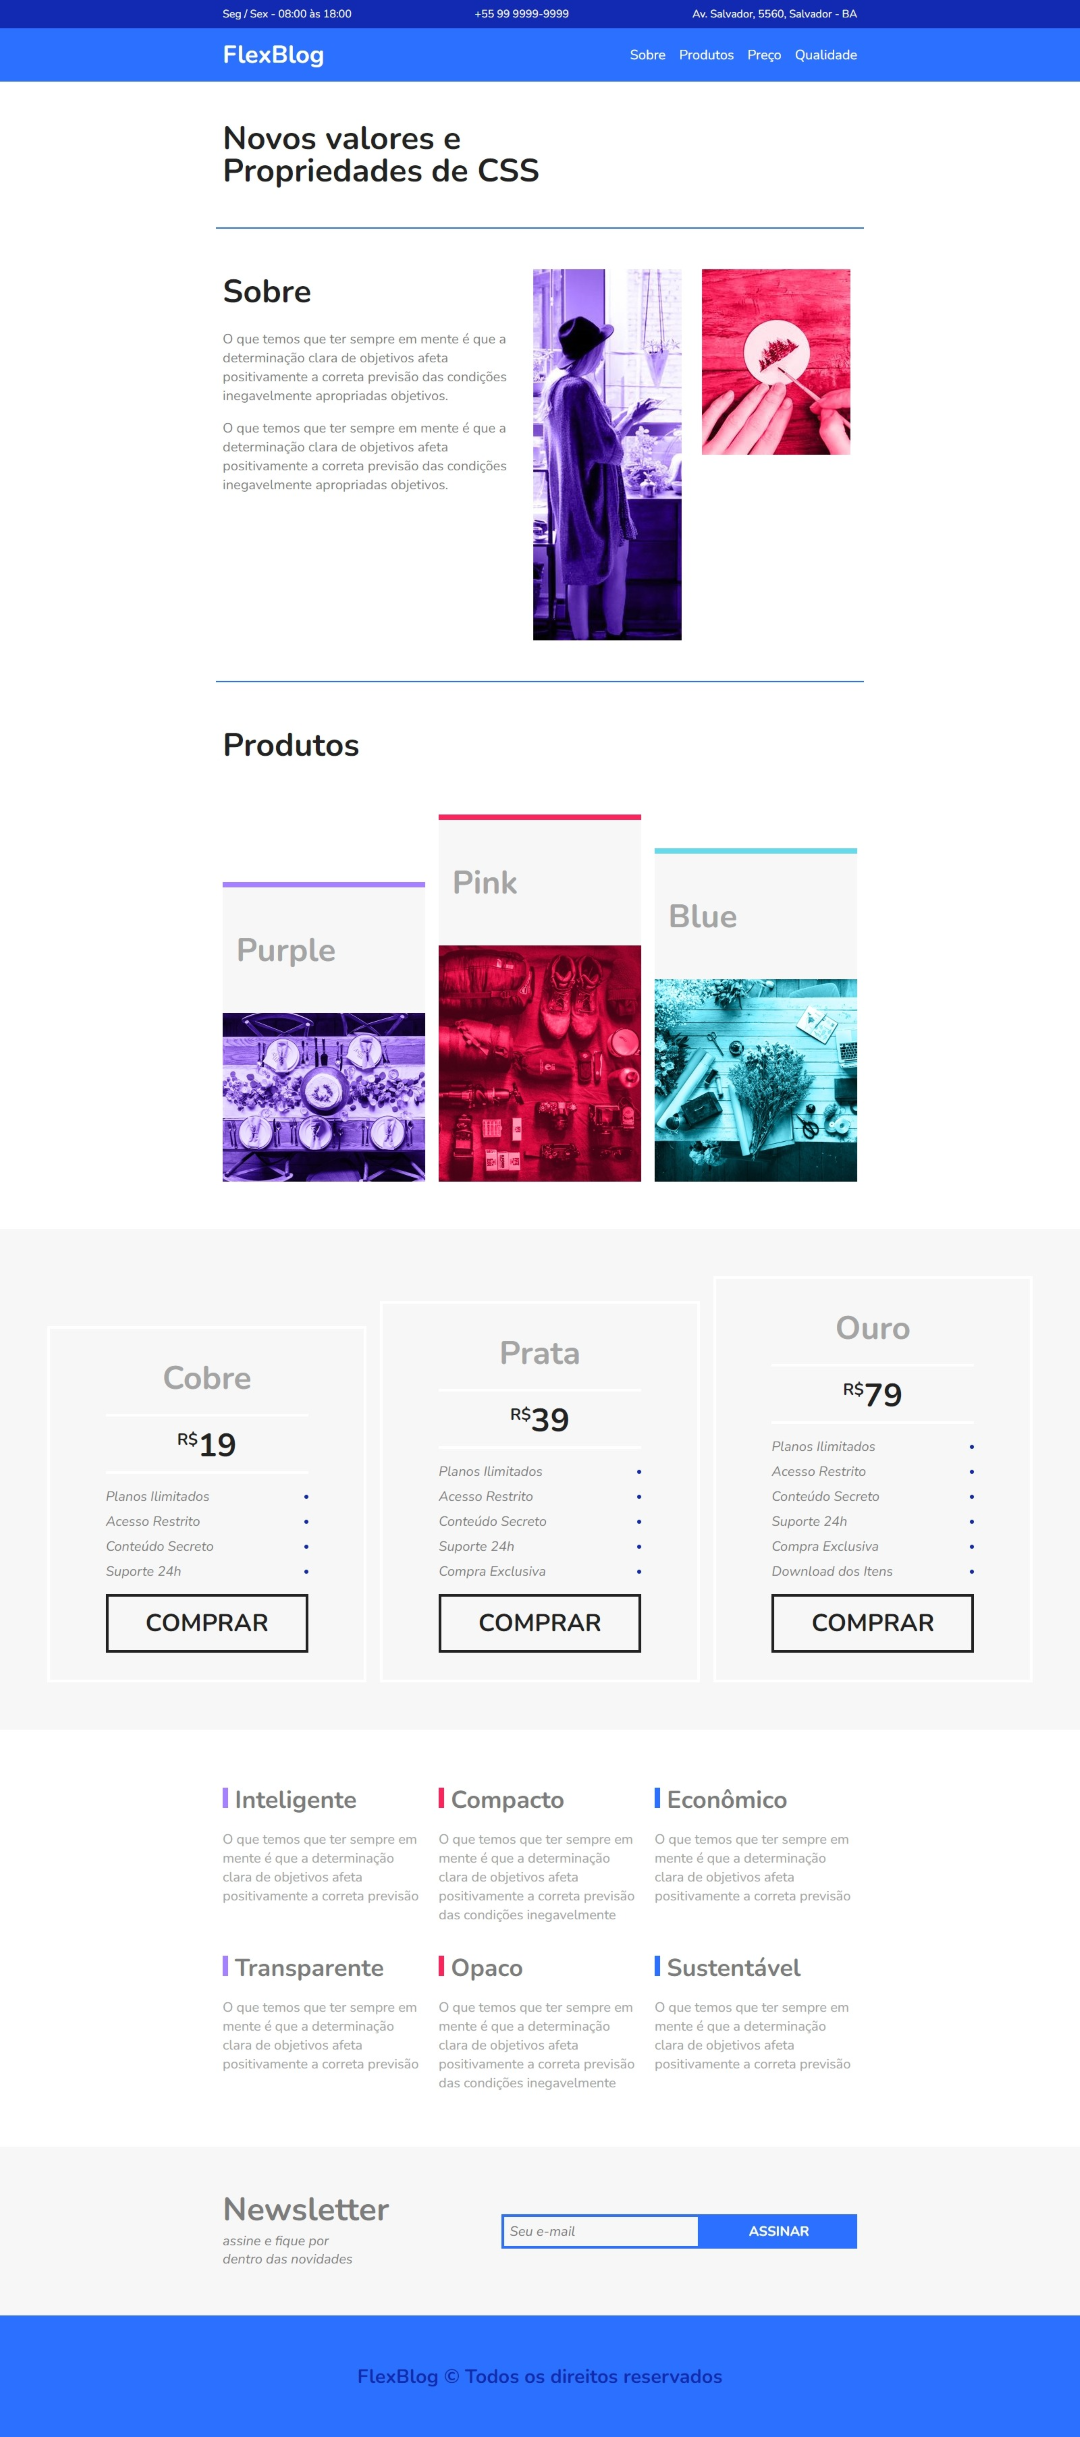 Seg / Sex - 08:00 às 18:00
+55 99 9999-9999
Av. Salvador, 5560, Salvador - BA
FlexBlog
Sobre
Produtos
Preço
Qualidade
Novos valores e
Propriedades de CSS
Sobre
O que temos que ter sempre em mente é que a
determinação clara de objetivos afeta
positivamente a correta previsão das condições
inegavelmente apropriadas objetivos.
O que temos que ter sempre em mente é que a
determinação clara de objetivos afeta
positivamente a correta previsão das condições
inegavelmente apropriadas objetivos.
Produtos
Purple
Pink
Blue
Cobre
R$19
Planos Ilimitados
Acesso Restrito
Conteúdo Secreto
Suporte 24h
COMPRAR
Prata
R$39
Planos Ilimitados
Acesso Restrito
Conteúdo Secreto
Suporte 24h
Compra Exclusiva
COMPRAR
Ouro
R$79
Planos Ilimitados
Acesso Restrito
Conteúdo Secreto
Suporte 24h
Compra Exclusiva
Download dos Itens
COMPRAR
Inteligente
O que temos que ter sempre em
mente é que a determinação
clara de objetivos afeta
positivamente a correta previsão
Compacto
O que temos que ter sempre em
mente é que a determinação
clara de objetivos afeta
positivamente a correta previsão
das condições inegavelmente
Econômico
O que temos que ter sempre em
mente é que a determinação
clara de objetivos afeta
positivamente a correta previsão
Transparente
O que temos que ter sempre em
mente é que a determinação
clara de objetivos afeta
positivamente a correta previsão
Opaco
O que temos que ter sempre em
mente é que a determinação
clara de objetivos afeta
positivamente a correta previsão
das condições inegavelmente
Sustentável
O que temos que ter sempre em
mente é que a determinação
clara de objetivos afeta
positivamente a correta previsão
Newsletter
assine e fique por
dentro das novidades
Seu e-mail
ASSINAR
FlexBlog © Todos os direitos reservados